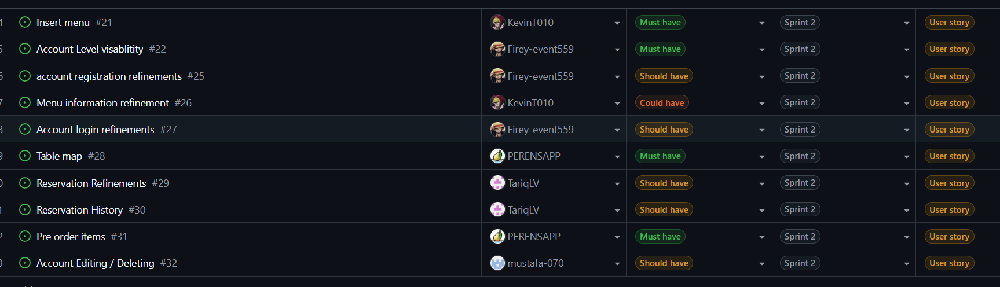 4 Insert menu #21 KevinT010 Must have Sprint 2 User story
5 Account Level visablitity #22 Firey-event559 Must have Sprint 2 User story
6 account registration refinements #25 Firey-event559 Should have Sprint 2 User story
7 Menu information refinement #26 KevinT010 Could have Sprint 2 User story
8 Account login refinements #27 Firey-event559 Should have Sprint 2 User story
9 Table map #28 PERENSAPP Must have Sprint 2 User story
0 Reservation Refinements #29 TariqLV Should have Sprint 2 User story
1 Reservation History #30 TariqLV Should have Sprint 2 User story
2 Pre order items #31 PERENSAPP Must have Sprint 2 User story
3 Account Editing / Deleting #32 mustafa-070 Should have Sprint 2 User story